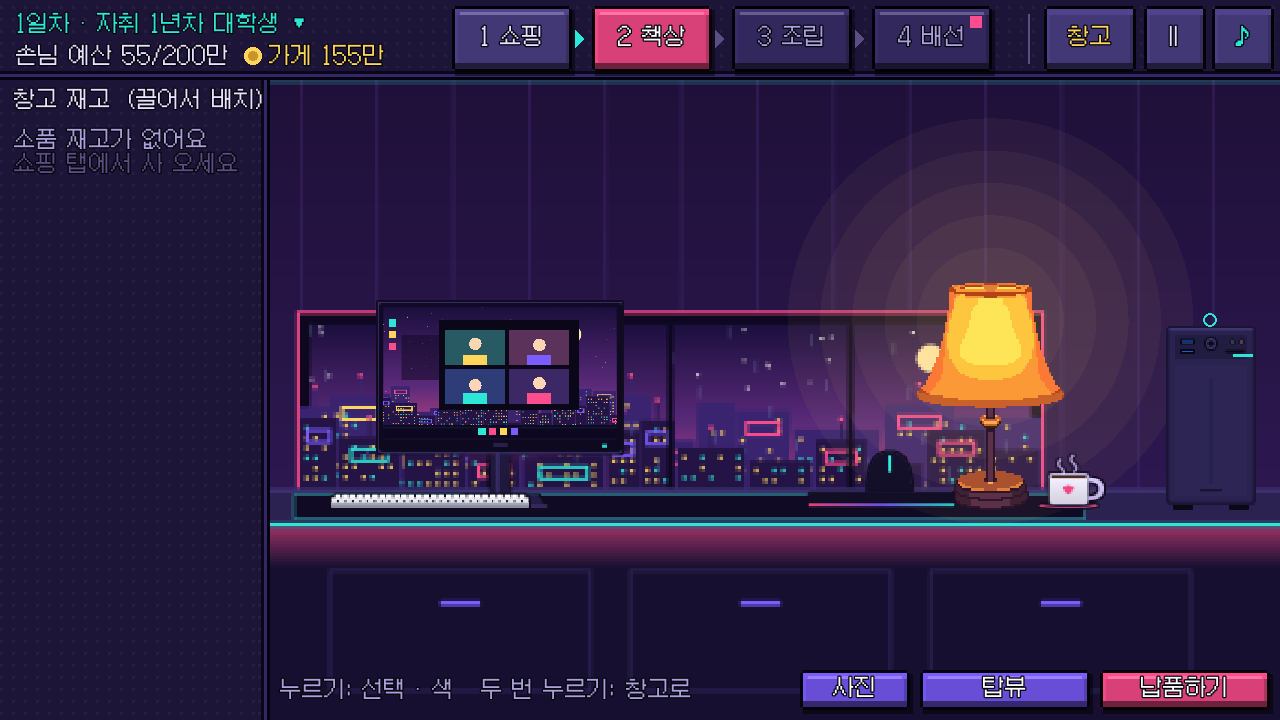 1일차 · 자취 1년차 대학생 ▼
손님 예산 55/200만 가게 155만
1 쇼핑
2 책상
3 조립
4 배선
창고
창고 재고 (끌어서 배치)
소품 재고가 없어요
쇼핑 탭에서 사 오세요
누르기: 선택 · 색 두 번 누르기: 창고로
사진
탑뷰
납품하기